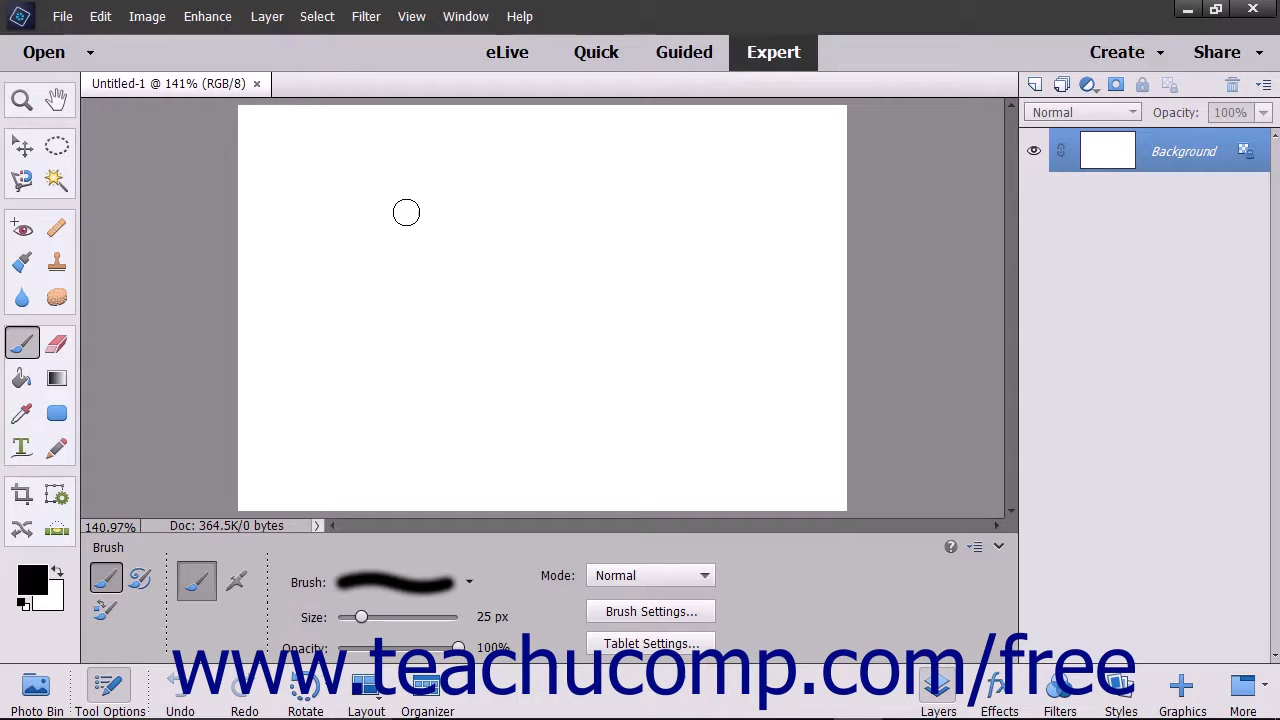 File Edit Image Enhance Layer Select Filter View Window Help
Open eLive Quick Guided Expert Create Share
Untitled-1 @ 141% (RGB/8) ×
Normal Opacity: 100%
Background
140.97% Doc: 364.5K/0 bytes
Brush
Brush: Mode: Normal
Size: 25 px Brush Settings...
Opacity: 100% Tablet Settings...
www.teachucomp.com/free
Photo Bin Tool Options Undo Redo Rotate Layout Organizer Layers Effects Filters Styles Graphics More